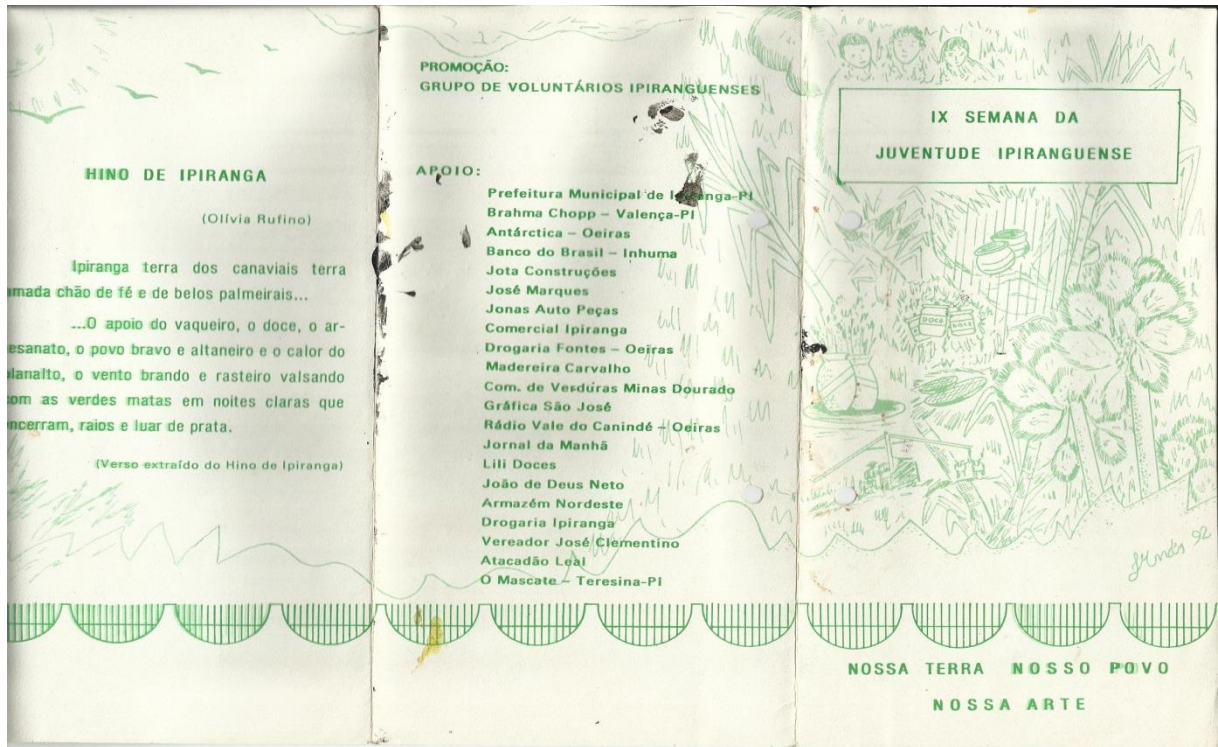 HINO DE IPIRANGA
(Olívia Rufino)
Ipiranga terra dos canaviais terra
amada chão de fé e de belos palmeirais...
...O apoio do vaqueiro, o doce, o ar-
esanato, o povo bravo e altaneiro e o calor do
planalto, o vento brando e rasteiro valsando
com as verdes matas em noites claras que
encerram, raios e luar de prata.
(Verso extraído do Hino de Ipiranga)
PROMOÇÃO:
GRUPO DE VOLUNTÁRIOS IPIRANGUENSES
APOIO:
Prefeitura Municipal de Ipiranga-PI
Brahma Chopp – Valença-PI
Antárctica – Oeiras
Banco do Brasil – Inhuma
Jota Construções
José Marques
Jonas Auto Peças
Comercial Ipiranga
Drogaria Fontes – Oeiras
Madereira Carvalho
Com. de Vesduras Minas Dourado
Gráfica São José
Rádio Vale do Canindé – Oeiras
Jornal da Manhã
Lili Doces
João de Deus Neto
Armazém Nordeste
Drogaria Ipiranga
Vereador José Clementino
Atacadão Leal
O Mascate – Teresina-PI
IX SEMANA DA
JUVENTUDE IPIRANGUENSE
DOCE
DOCE
92
NOSSA TERRA NOSSO POVO
NOSSA ARTE